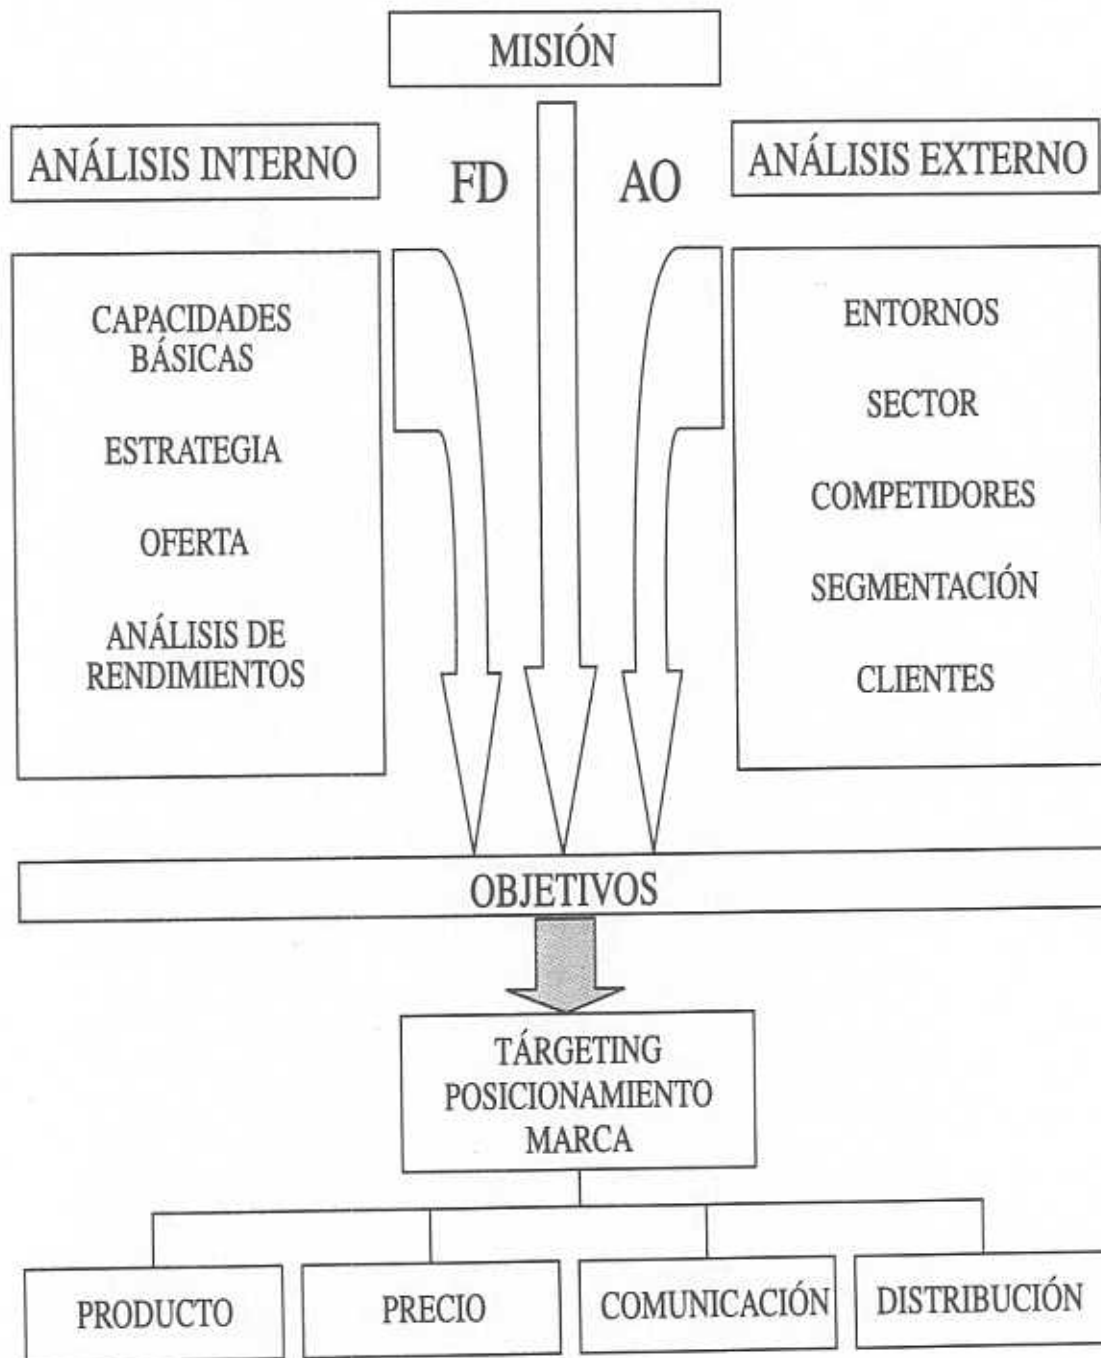 MISIÓN
ANÁLISIS INTERNO
FD
AO
ANÁLISIS EXTERNO
CAPACIDADES
BÁSICAS
ESTRATEGIA
OFERTA
ANÁLISIS DE
RENDIMIENTOS
ENTORNOS
SECTOR
COMPETIDORES
SEGMENTACIÓN
CLIENTES
OBJETIVOS
TÁRGETING
POSICIONAMIENTO
MARCA
PRODUCTO
PRECIO
COMUNICACIÓN
DISTRIBUCIÓN